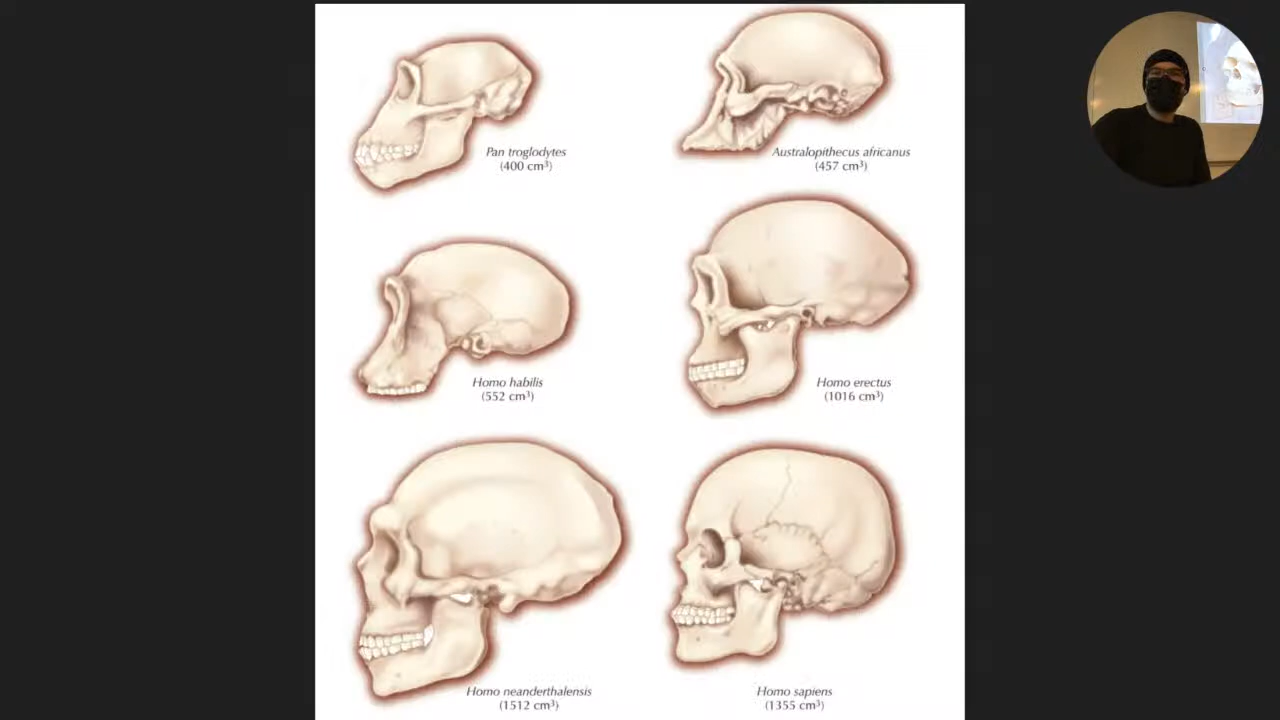 Pan troglodytes
(400 cm³)
Australopithecus africanus
(457 cm³)
Homo habilis
(552 cm³)
Homo erectus
(1016 cm³)
Homo neanderthalensis
(1512 cm³)
Homo sapiens
(1355 cm³)